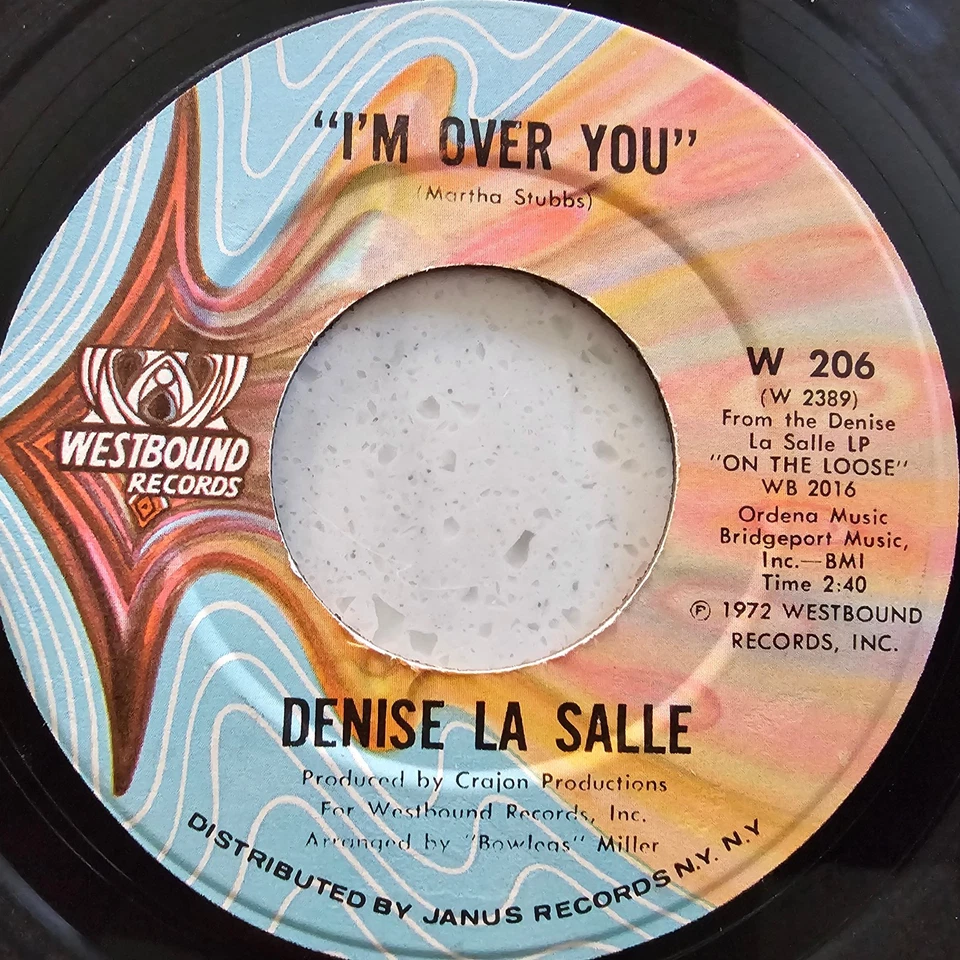 “I’M OVER YOU”
(Martha Stubbs)
WESTBOUND
RECORDS
W 206
(W 2389)
From the Denise
La Salle LP
"ON THE LOOSE"
WB 2016
Ordena Music
Bridgeport Music,
Inc.—BMI
Time 2:40
Ⓟ 1972 WESTBOUND
RECORDS, INC.
DENISE LA SALLE
Produced by Crajon Productions
For Westbound Records, Inc.
Arranged by "Bowlegs" Miller
DISTRIBUTED BY JANUS RECORDS N.Y. N.Y